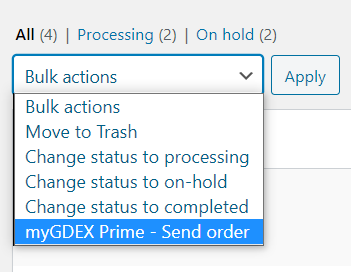 All (4) | Processing (2) | On hold (2)
Bulk actions Apply
Bulk actions
Move to Trash
Change status to processing
Change status to on-hold
Change status to completed
myGDEX Prime - Send order